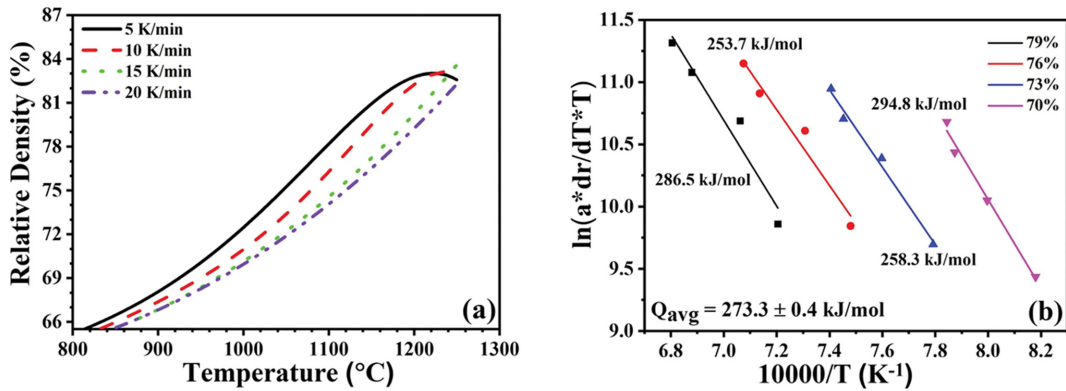 87
84
81
78
75
72
69
66
Relative Density (%)
5 K/min
10 K/min
15 K/min
20 K/min
(a)
800
900
1000
1100
1200
1300
Temperature (°C)
11.5
11.0
10.5
10.0
9.5
9.0
ln(a*dr/dT*T)
253.7 kJ/mol
79%
76%
73%
70%
294.8 kJ/mol
286.5 kJ/mol
258.3 kJ/mol
Qavg = 273.3 ± 0.4 kJ/mol
(b)
6.8
7.0
7.2
7.4
7.6
7.8
8.0
8.2
10000/T (K-1)